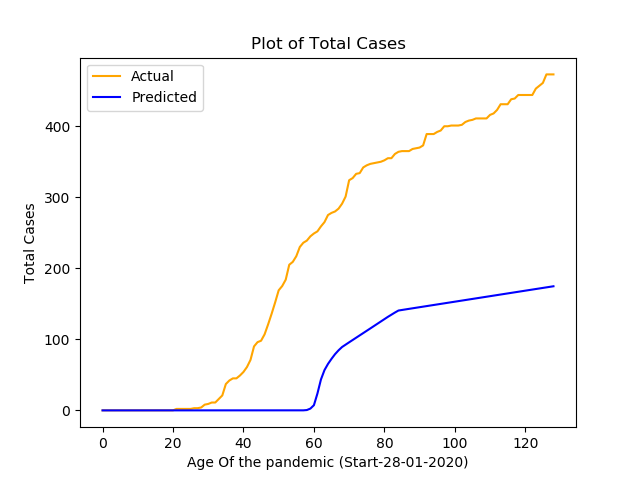 Plot of Total Cases
Actual
Predicted
Total Cases
400
300
200
100
0
0 20 40 60 80 100 120
Age Of the pandemic (Start-28-01-2020)